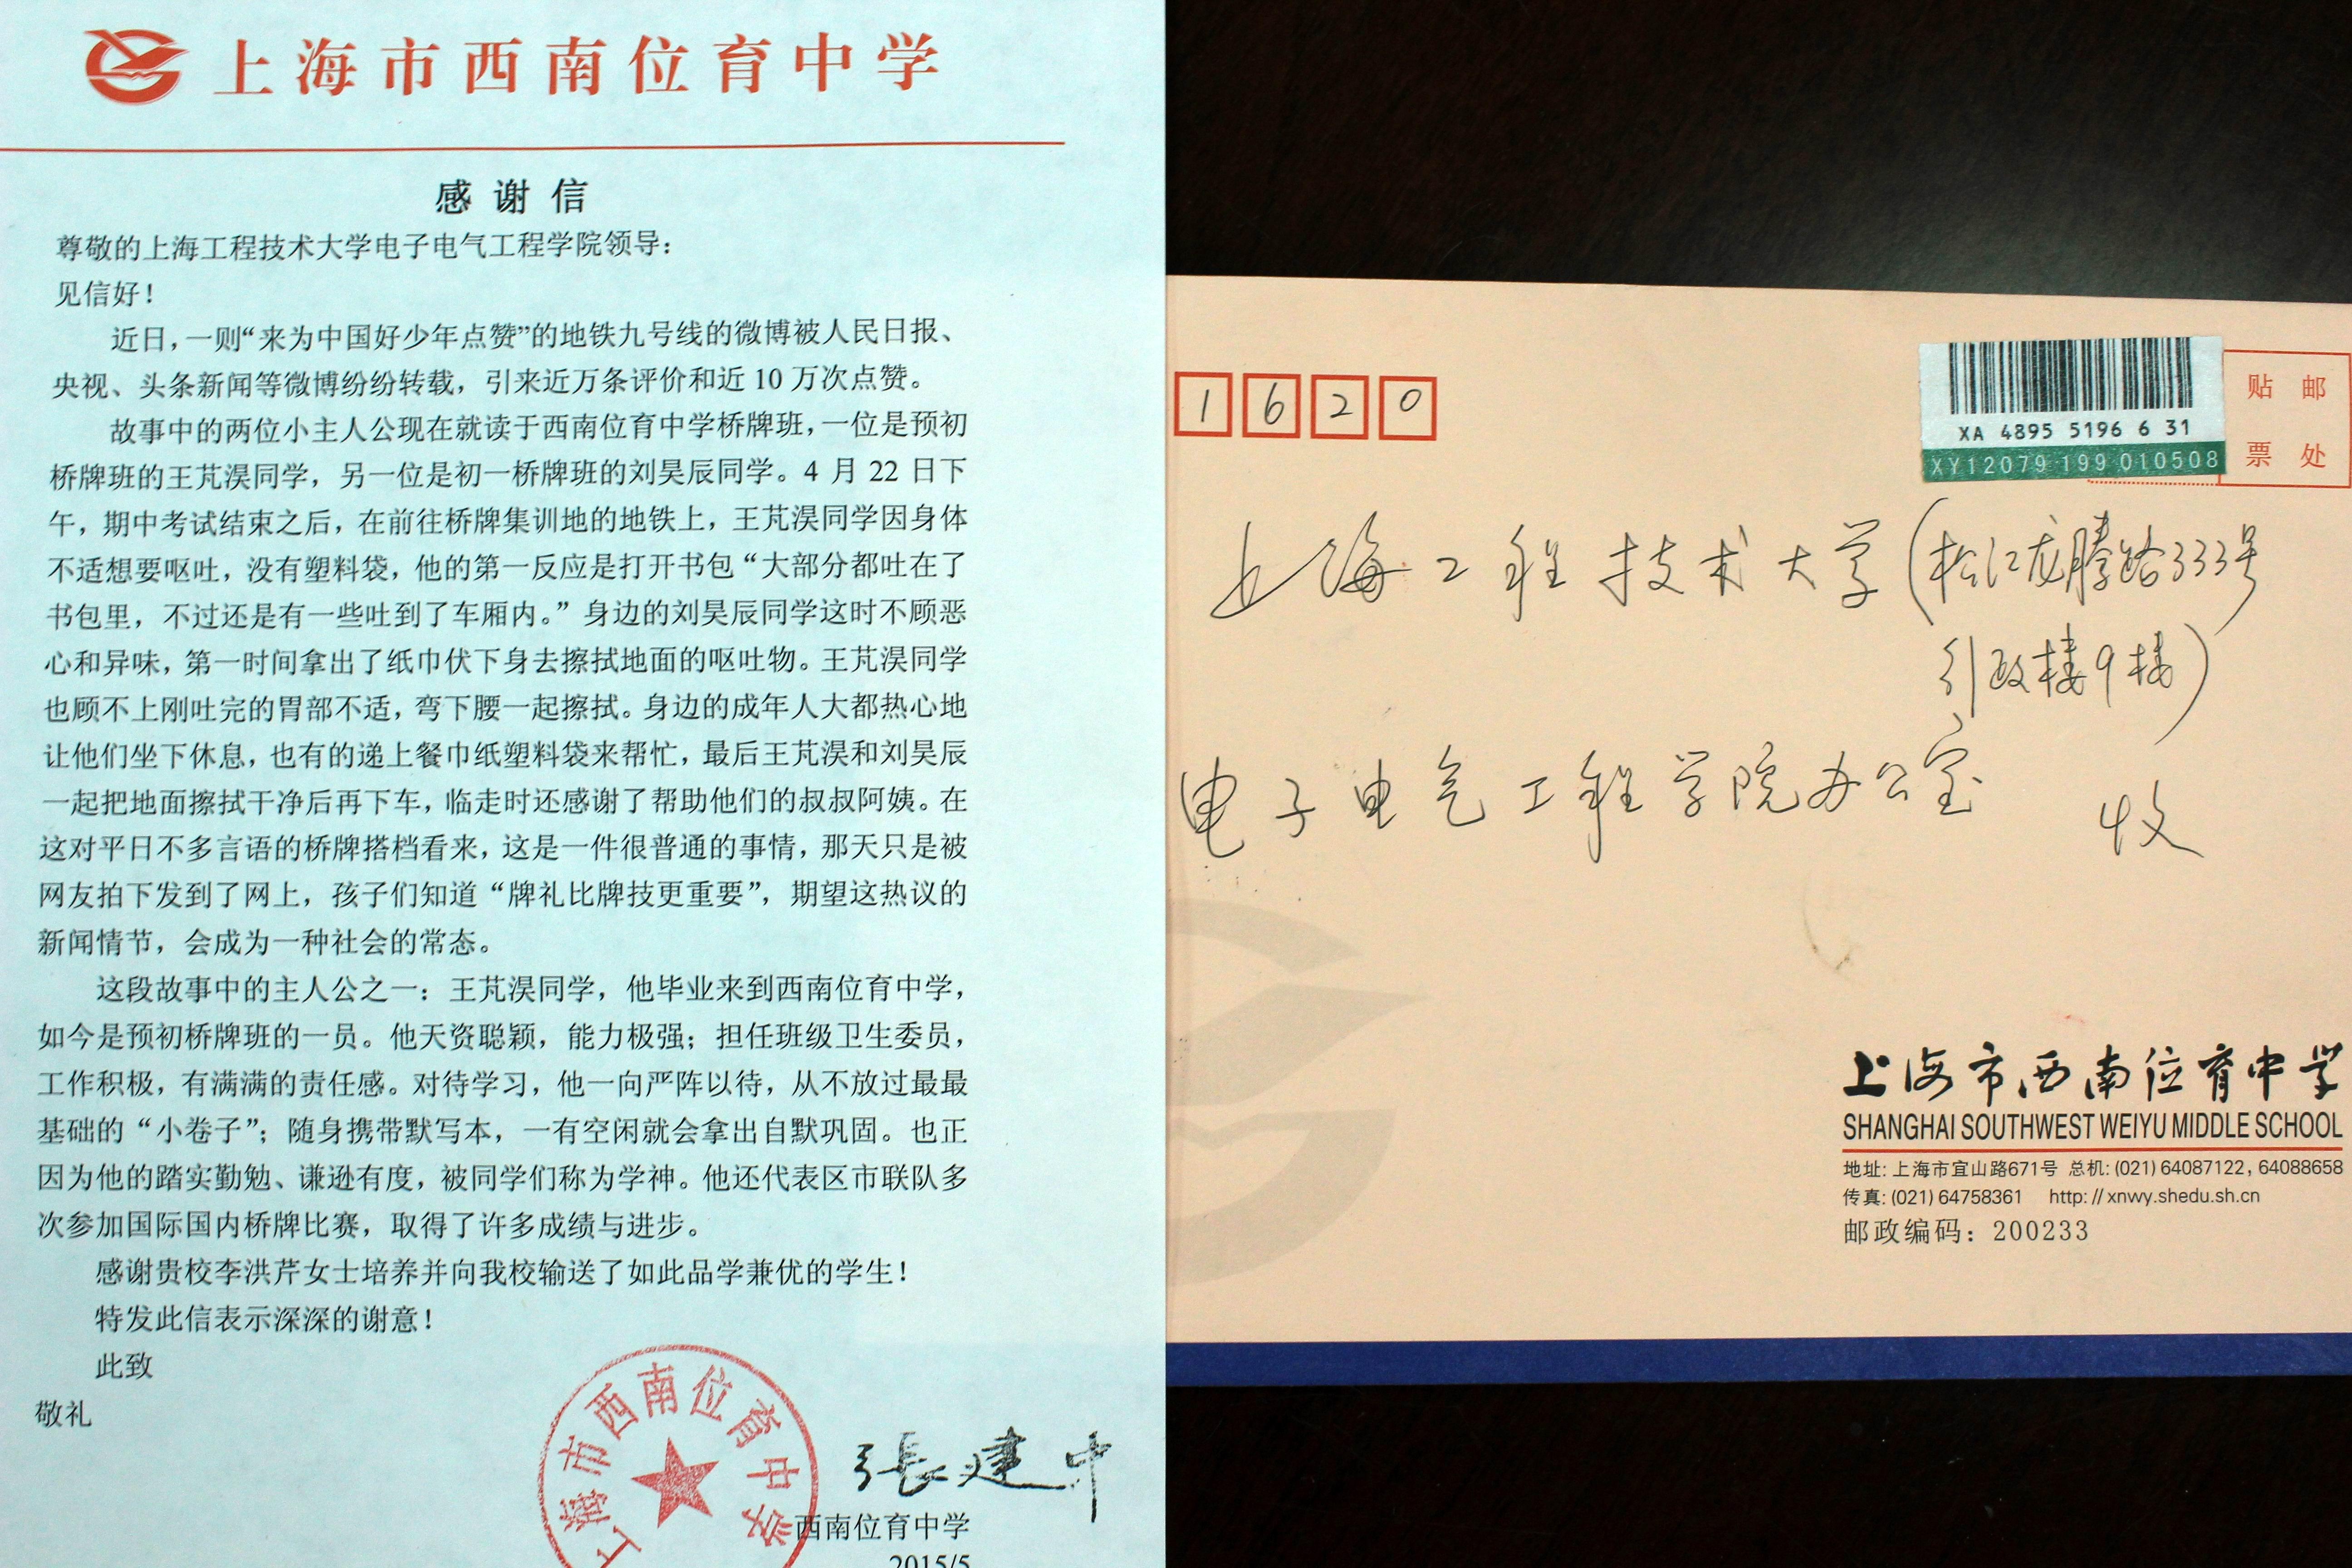 上海市西南位育中学
感谢信
尊敬的上海工程技术大学电子电气工程学院领导：
见信好！
近日，一则“来为中国好少年点赞”的地铁九号线的微博被人民日报、
央视、头条新闻等微博纷纷转载，引来近万条评价和近 10 万次点赞。
故事中的两位小主人公现在就读于西南位育中学桥牌班，一位是预初
桥牌班的王芃淏同学，另一位是初一桥牌班的刘昊辰同学。4 月 22 日下
午，期中考试结束之后，在前往桥牌集训地的地铁上，王芃淏同学因身体
不适想要呕吐，没有塑料袋，他的第一反应是打开书包“大部分都吐在了
书包里，不过还是有一些吐到了车厢内。”身边的刘昊辰同学这时不顾恶
心和异味，第一时间拿出了纸巾伏下身去擦拭地面的呕吐物。王芃淏同学
也顾不上刚吐完的胃部不适，弯下腰一起擦拭。身边的成年人大都热心地
让他们坐下休息，也有的递上餐巾纸塑料袋来帮忙，最后王芃淏和刘昊辰
一起把地面擦拭干净后再下车，临走时还感谢了帮助他们的叔叔阿姨。在
这对平日不多言语的桥牌搭档看来，这是一件很普通的事情，那天只是被
网友拍下发到了网上，孩子们知道“牌礼比牌技更重要”，期望这热议的
新闻情节，会成为一种社会的常态。
这段故事中的主人公之一：王芃淏同学，他毕业来到西南位育中学，
如今是预初桥牌班的一员。他天资聪颖，能力极强；担任班级卫生委员，
工作积极，有满满的责任感。对待学习，他一向严阵以待，从不放过最最
基础的“小卷子”；随身携带默写本，一有空闲就会拿出自默巩固。也正
因为他的踏实勤勉、谦逊有度，被同学们称为学神。他还代表区市联队多
次参加国际国内桥牌比赛，取得了许多成绩与进步。
感谢贵校李洪芹女士培养并向我校输送了如此品学兼优的学生！
特发此信表示深深的谢意！
此致
敬礼
上海市西南位育中学
張建中
西南位育中学
2015/5
1620
XA 4895 5196 6 31
XY12079 199 010508
贴 邮
票 处
上海工程技术大学(松江龙腾路333号
行政楼9楼)
电子电气工程学院办公室 收
上海市西南位育中学
SHANGHAI SOUTHWEST WEIYU MIDDLE SCHOOL
地址：上海市宜山路671号 总机：(021) 64087122, 64088658
传真：(021) 64758361 http://xnwy.shedu.sh.cn
邮政编码：200233